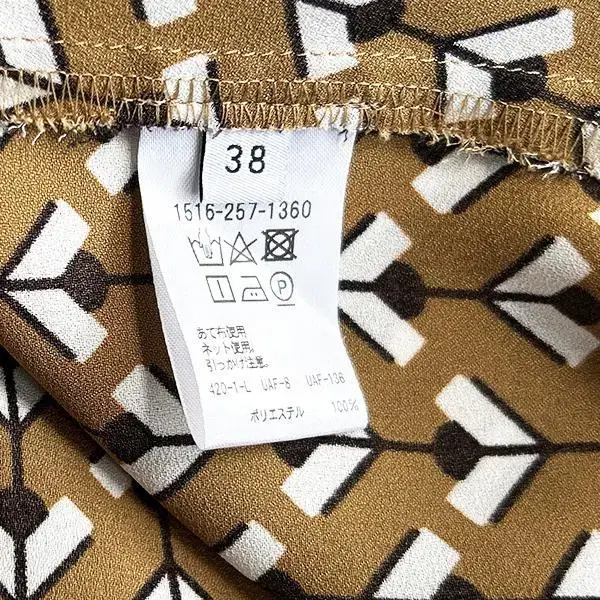 38
1516-257-1360
P
あて布使用
ネット使用。
引っかけ注意。
420-1-L UAF-8 UAF-136
ポリエステル 100%